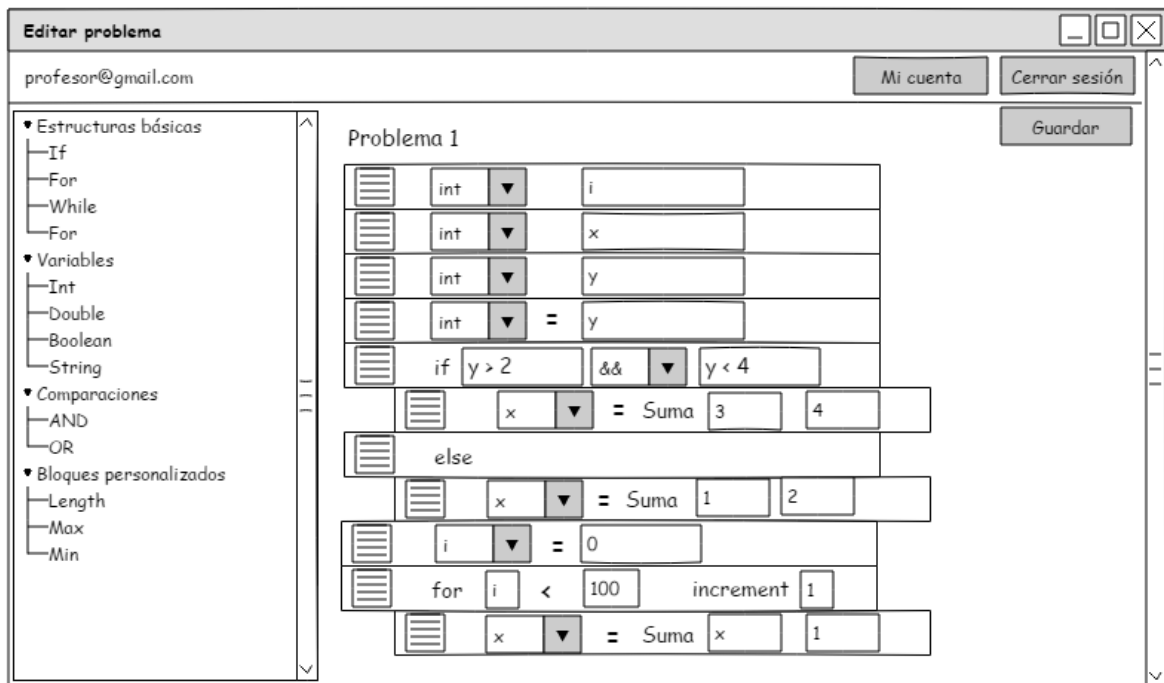 Editar problema
profesor@gmail.com
Mi cuenta
Cerrar sesión
Guardar
Estructuras básicas
If
For
While
For
Variables
Int
Double
Boolean
String
Comparaciones
AND
OR
Bloques personalizados
Length
Max
Min
Problema 1
int i
int x
int y
int = y
if y > 2 && y < 4
x = Suma 3 4
else
x = Suma 1 2
i = 0
for i < 100 increment 1
x = Suma x 1